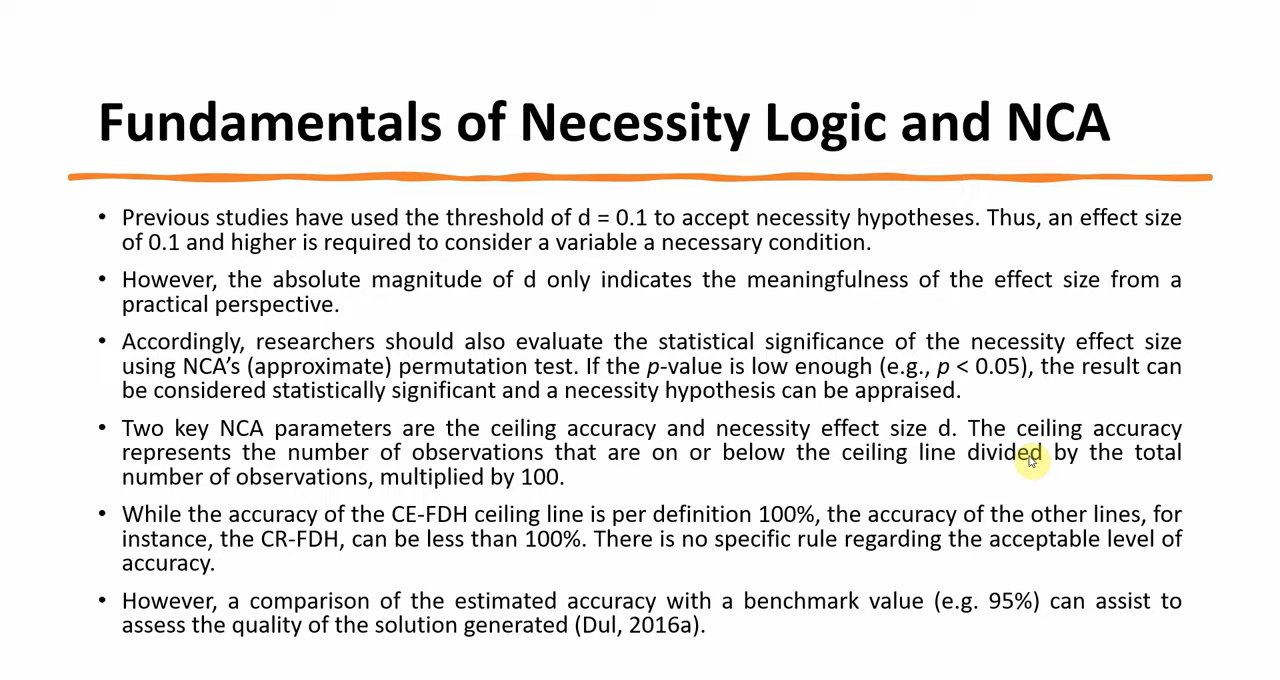 Fundamentals of Necessity Logic and NCA
• Previous studies have used the threshold of d = 0.1 to accept necessity hypotheses. Thus, an effect size
of 0.1 and higher is required to consider a variable a necessary condition.
• However, the absolute magnitude of d only indicates the meaningfulness of the effect size from a
practical perspective.
• Accordingly, researchers should also evaluate the statistical significance of the necessity effect size
using NCA’s (approximate) permutation test. If the p-value is low enough (e.g., p < 0.05), the result can
be considered statistically significant and a necessity hypothesis can be appraised.
• Two key NCA parameters are the ceiling accuracy and necessity effect size d. The ceiling accuracy
represents the number of observations that are on or below the ceiling line divided by the total
number of observations, multiplied by 100.
• While the accuracy of the CE-FDH ceiling line is per definition 100%, the accuracy of the other lines, for
instance, the CR-FDH, can be less than 100%. There is no specific rule regarding the acceptable level of
accuracy.
• However, a comparison of the estimated accuracy with a benchmark value (e.g. 95%) can assist to
assess the quality of the solution generated (Dul, 2016a).